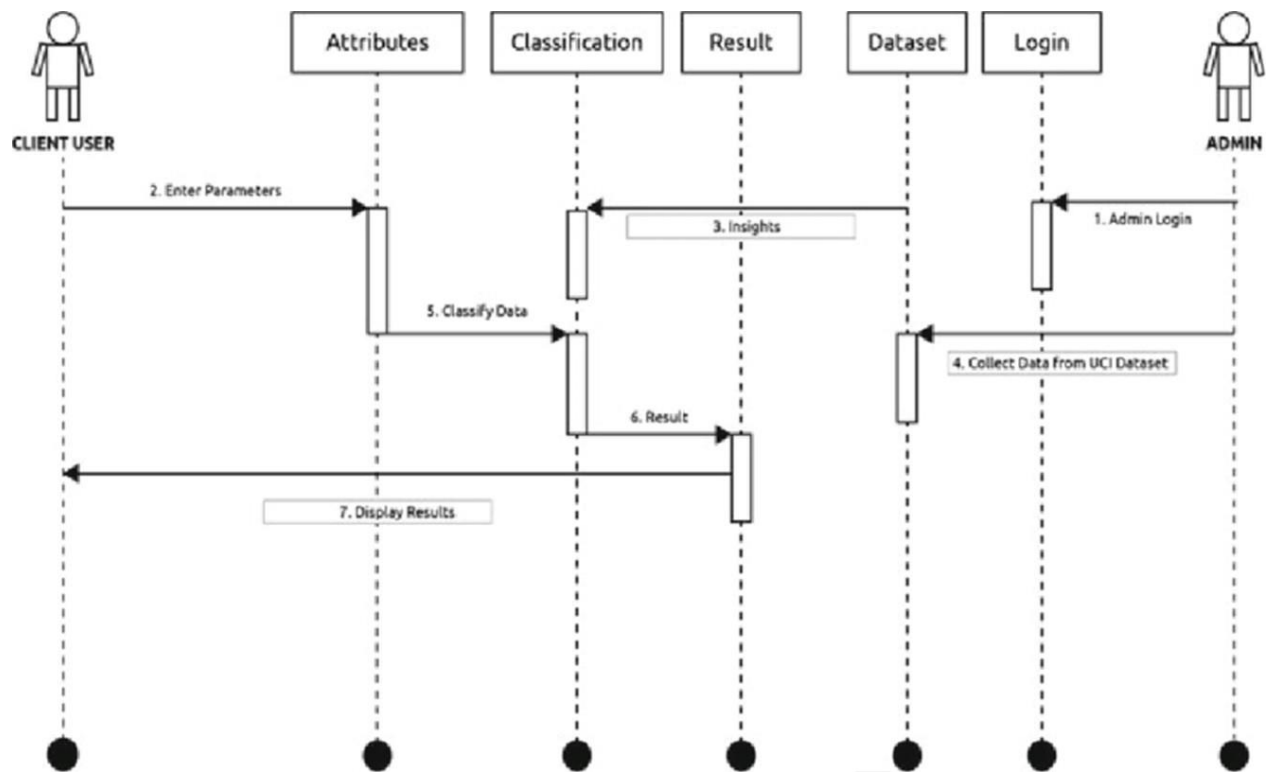 Attributes
Classification
Result
Dataset
Login
CLIENT USER
ADMIN
2. Enter Parameters
3. Insights
1. Admin Login
5. Classify Data
4. Collect Data from UCI Dataset
6. Result
7. Display Results